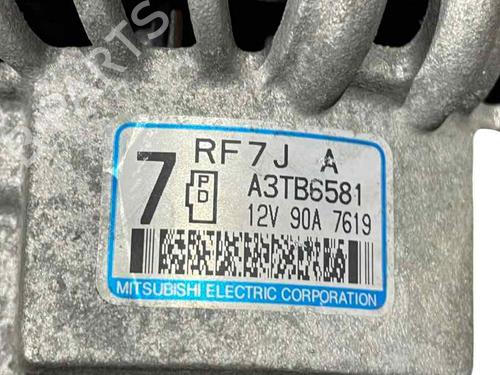 RF7J A
7
P
D
A3TB6581
12V 90A 7619
MITSUBISHI ELECTRIC CORPORATION